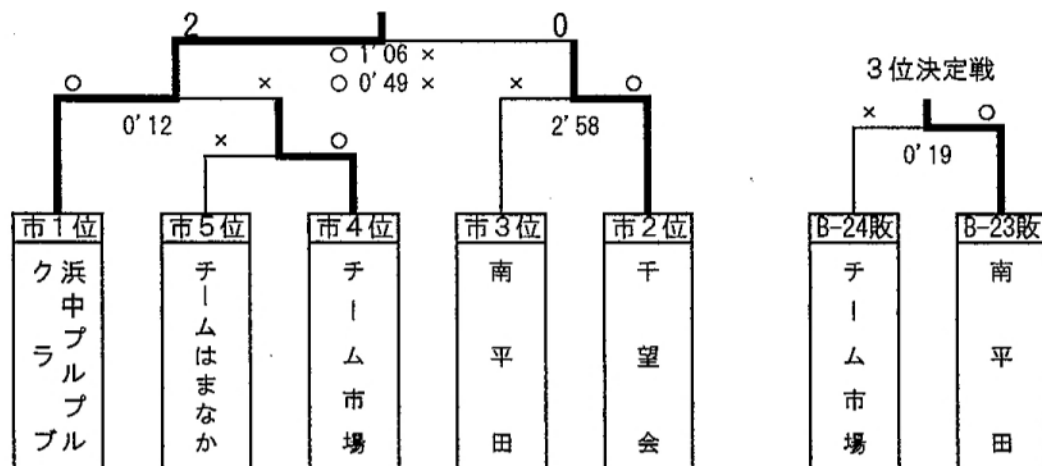 2 0
○ 1'06 ×
○ 0'49 ×
3位決定戦
○ × × ○
× ○
0'12 2'58
× ○
0'19
市1位 市5位 市4位 市3位 市2位 B-24敗 B-23敗
浜中プルプル
クラブ
チームはまなか
チーム市場
南平田
千望会
チーム市場
南平田